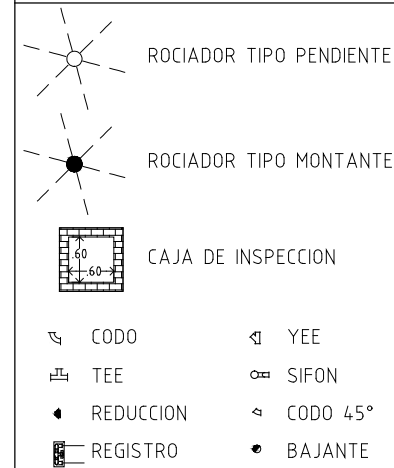 ROCIADOR TIPO PENDIENTE
ROCIADOR TIPO MONTANTE
.60
.60
CAJA DE INSPECCION
CODO
YEE
TEE
SIFON
REDUCCION
CODO 45°
REGISTRO
BAJANTE